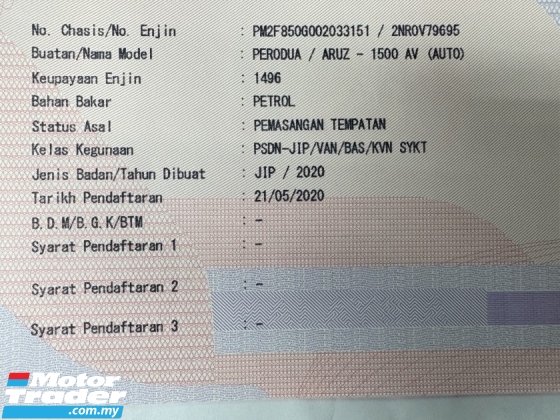 No. Chasis/No. Enjin : PM2F850G002033151 / 2NR0V79695
Buatan/Nama Model : PERODUA / ARUZ - 1500 AV (AUTO)
Keupayaan Enjin : 1496
Bahan Bakar : PETROL
Status Asal : PEMASANGAN TEMPATAN
Kelas Kegunaan : PSDN-JIP/VAN/BAS/KVN SYKT
Jenis Badan/Tahun Dibuat : JIP / 2020
Tarikh Pendaftaran : 21/05/2020
B.D.M/B.G.K/BTM : -
Syarat Pendaftaran 1 : -
Syarat Pendaftaran 2 : -
Syarat Pendaftaran 3 : -
Motor
Trader
.com.my